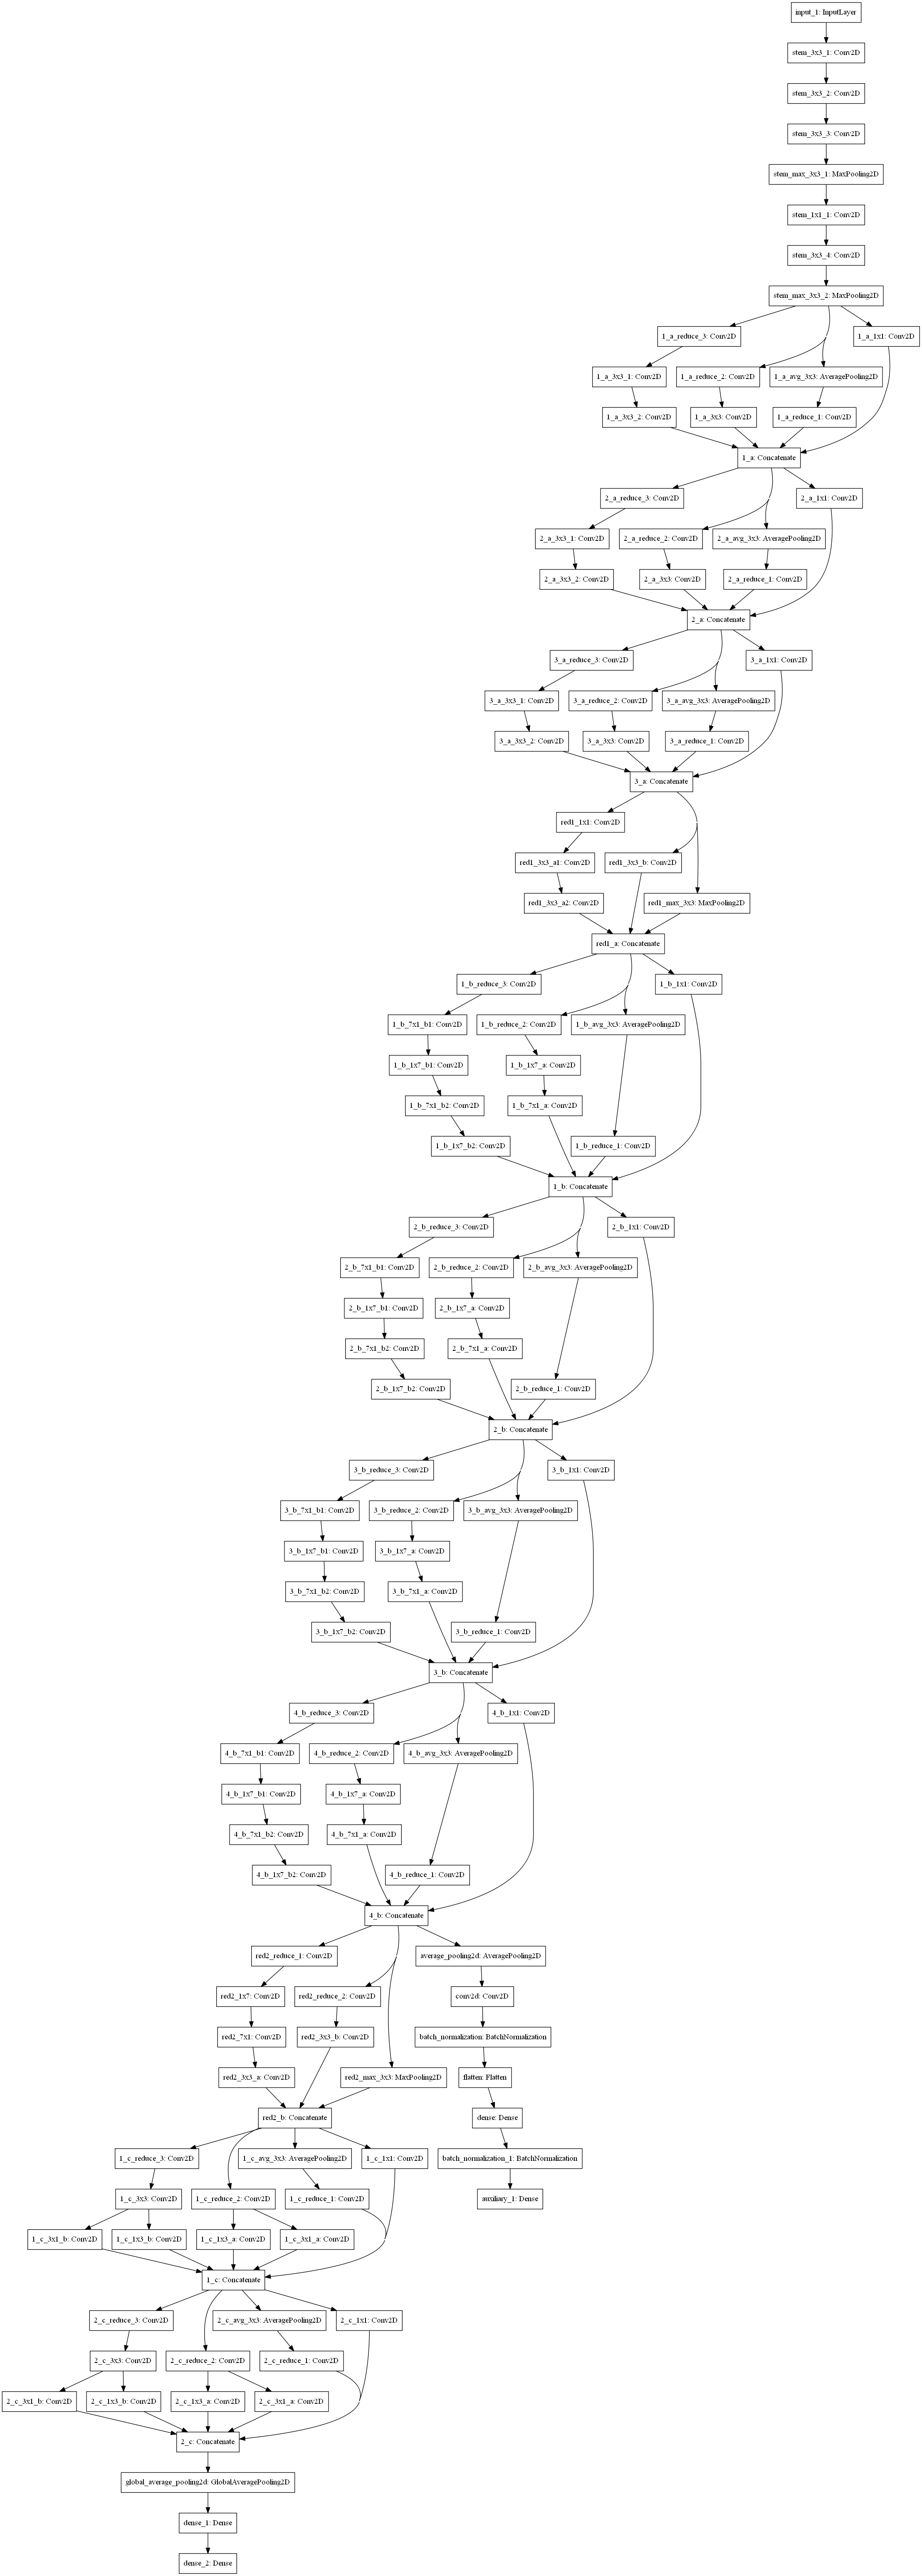 input_1: InputLayer
stem_3x3_1: Conv2D
stem_3x3_2: Conv2D
stem_3x3_3: Conv2D
stem_max_3x3_1: MaxPooling2D
stem_1x1_1: Conv2D
stem_3x3_4: Conv2D
stem_max_3x3_2: MaxPooling2D
1_a_reduce_3: Conv2D
1_a_1x1: Conv2D
1_a_3x3_1: Conv2D
1_a_reduce_2: Conv2D
1_a_avg_3x3: AveragePooling2D
1_a_3x3_2: Conv2D
1_a_3x3: Conv2D
1_a_reduce_1: Conv2D
1_a: Concatenate
2_a_reduce_3: Conv2D
2_a_1x1: Conv2D
2_a_3x3_1: Conv2D
2_a_reduce_2: Conv2D
2_a_avg_3x3: AveragePooling2D
2_a_3x3_2: Conv2D
2_a_3x3: Conv2D
2_a_reduce_1: Conv2D
2_a: Concatenate
3_a_reduce_3: Conv2D
3_a_1x1: Conv2D
3_a_3x3_1: Conv2D
3_a_reduce_2: Conv2D
3_a_avg_3x3: AveragePooling2D
3_a_3x3_2: Conv2D
3_a_3x3: Conv2D
3_a_reduce_1: Conv2D
3_a: Concatenate
red1_1x1: Conv2D
red1_3x3_a1: Conv2D
red1_3x3_b: Conv2D
red1_3x3_a2: Conv2D
red1_max_3x3: MaxPooling2D
red1_a: Concatenate
1_b_reduce_3: Conv2D
1_b_1x1: Conv2D
1_b_7x1_b1: Conv2D
1_b_reduce_2: Conv2D
1_b_avg_3x3: AveragePooling2D
1_b_1x7_b1: Conv2D
1_b_1x7_a: Conv2D
1_b_7x1_b2: Conv2D
1_b_7x1_a: Conv2D
1_b_1x7_b2: Conv2D
1_b_reduce_1: Conv2D
1_b: Concatenate
2_b_reduce_3: Conv2D
2_b_1x1: Conv2D
2_b_7x1_b1: Conv2D
2_b_reduce_2: Conv2D
2_b_avg_3x3: AveragePooling2D
2_b_1x7_b1: Conv2D
2_b_1x7_a: Conv2D
2_b_7x1_b2: Conv2D
2_b_7x1_a: Conv2D
2_b_1x7_b2: Conv2D
2_b_reduce_1: Conv2D
2_b: Concatenate
3_b_reduce_3: Conv2D
3_b_1x1: Conv2D
3_b_7x1_b1: Conv2D
3_b_reduce_2: Conv2D
3_b_avg_3x3: AveragePooling2D
3_b_1x7_b1: Conv2D
3_b_1x7_a: Conv2D
3_b_7x1_b2: Conv2D
3_b_7x1_a: Conv2D
3_b_1x7_b2: Conv2D
3_b_reduce_1: Conv2D
3_b: Concatenate
4_b_reduce_3: Conv2D
4_b_1x1: Conv2D
4_b_7x1_b1: Conv2D
4_b_reduce_2: Conv2D
4_b_avg_3x3: AveragePooling2D
4_b_1x7_b1: Conv2D
4_b_1x7_a: Conv2D
4_b_7x1_b2: Conv2D
4_b_7x1_a: Conv2D
4_b_1x7_b2: Conv2D
4_b_reduce_1: Conv2D
4_b: Concatenate
red2_reduce_1: Conv2D
average_pooling2d: AveragePooling2D
red2_1x7: Conv2D
red2_reduce_2: Conv2D
conv2d: Conv2D
red2_7x1: Conv2D
red2_3x3_b: Conv2D
batch_normalization: BatchNormalization
red2_3x3_a: Conv2D
red2_max_3x3: MaxPooling2D
flatten: Flatten
red2_b: Concatenate
dense: Dense
1_c_reduce_3: Conv2D
1_c_avg_3x3: AveragePooling2D
1_c_1x1: Conv2D
batch_normalization_1: BatchNormalization
1_c_3x3: Conv2D
1_c_reduce_2: Conv2D
1_c_reduce_1: Conv2D
auxiliary_1: Dense
1_c_3x1_b: Conv2D
1_c_1x3_b: Conv2D
1_c_1x3_a: Conv2D
1_c_3x1_a: Conv2D
1_c: Concatenate
2_c_reduce_3: Conv2D
2_c_avg_3x3: AveragePooling2D
2_c_1x1: Conv2D
2_c_3x3: Conv2D
2_c_reduce_2: Conv2D
2_c_reduce_1: Conv2D
2_c_3x1_b: Conv2D
2_c_1x3_b: Conv2D
2_c_1x3_a: Conv2D
2_c_3x1_a: Conv2D
2_c: Concatenate
global_average_pooling2d: GlobalAveragePooling2D
dense_1: Dense
dense_2: Dense